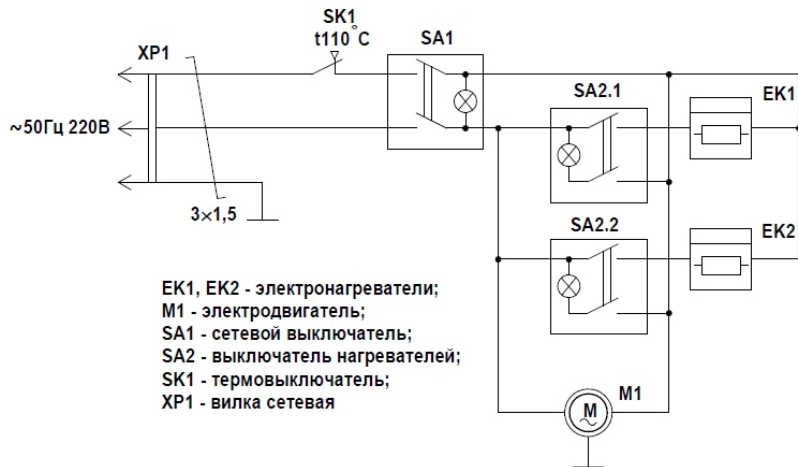 SK1
t110°C
SA1
XP1
SA2.1
EK1
~50Гц 220В
3×1,5
SA2.2
EK2
EK1, EK2 - электронагреватели;
M1 - электродвигатель;
SA1 - сетевой выключатель;
SA2 - выключатель нагревателей;
SK1 - термовыключатель;
XP1 - вилка сетевая
M1
M